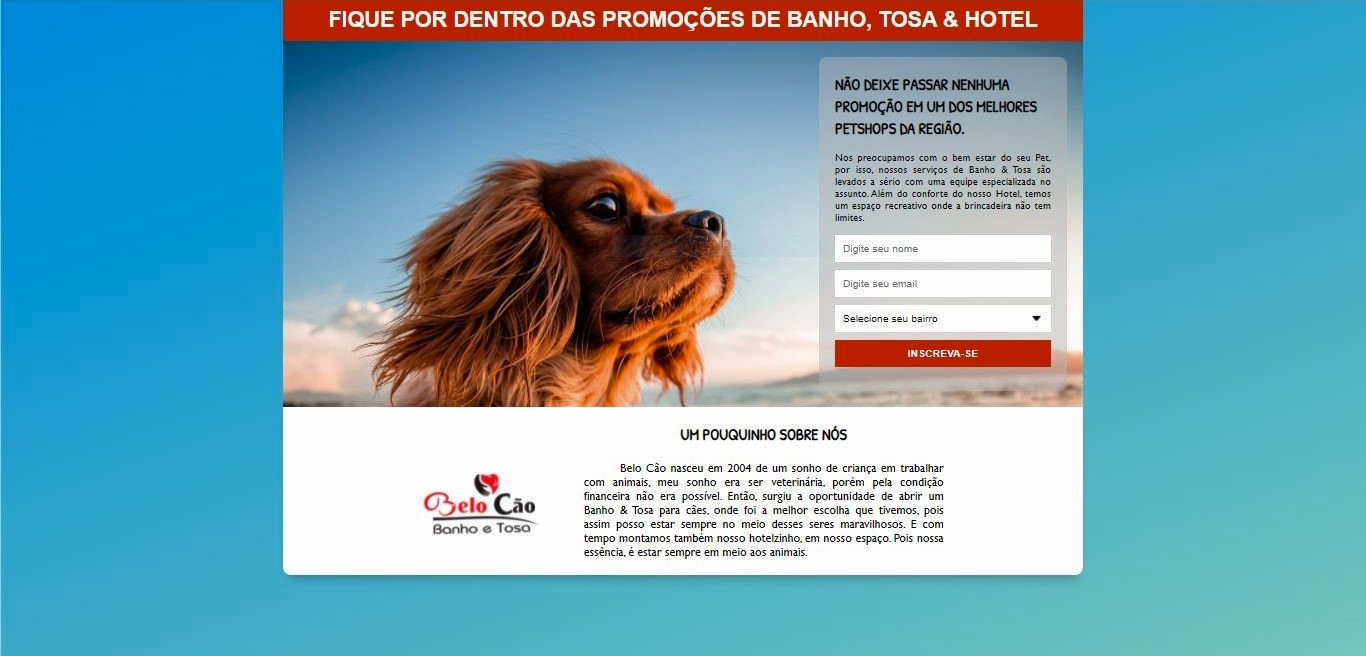 FIQUE POR DENTRO DAS PROMOÇÕES DE BANHO, TOSA & HOTEL
NÃO DEIXE PASSAR NENHUMA
PROMOÇÃO EM UM DOS MELHORES
PETSHOPS DA REGIÃO.
Nos preocupamos com o bem estar do seu Pet,
por isso, nossos serviços de Banho & Tosa são
levados a sério com uma equipe especializada no
assunto. Além do conforte do nosso Hotel, temos
um espaço recreativo onde a brincadeira não tem
limites.
Digite seu nome
Digite seu email
Selecione seu bairro
INSCREVA-SE
UM POUQUINHO SOBRE NÓS
Belo Cão nasceu em 2004 de um sonho de criança em trabalhar
com animais, meu sonho era ser veterinária, porém pela condição
financeira não era possível. Então, surgiu a oportunidade de abrir um
Banho & Tosa para cães, onde foi a melhor escolha que tivemos, pois
assim posso estar sempre no meio desses seres maravilhosos. E com
tempo montamos também nosso hotelzinho, em nosso espaço. Pois nossa
essência, é estar sempre em meio aos animais.
Belo Cão
Banho e Tosa